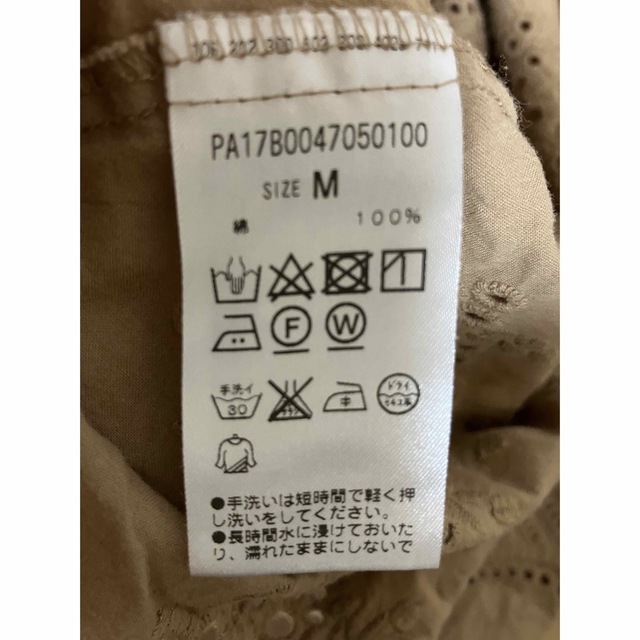 PA17B0047050100
SIZE M
綿 100%
F W
手洗イ
30 中 ドライ
●手洗いは短時間で軽く押
し洗いをしてください。
●長時間水に浸けておいた
り、濡れたままにしないで